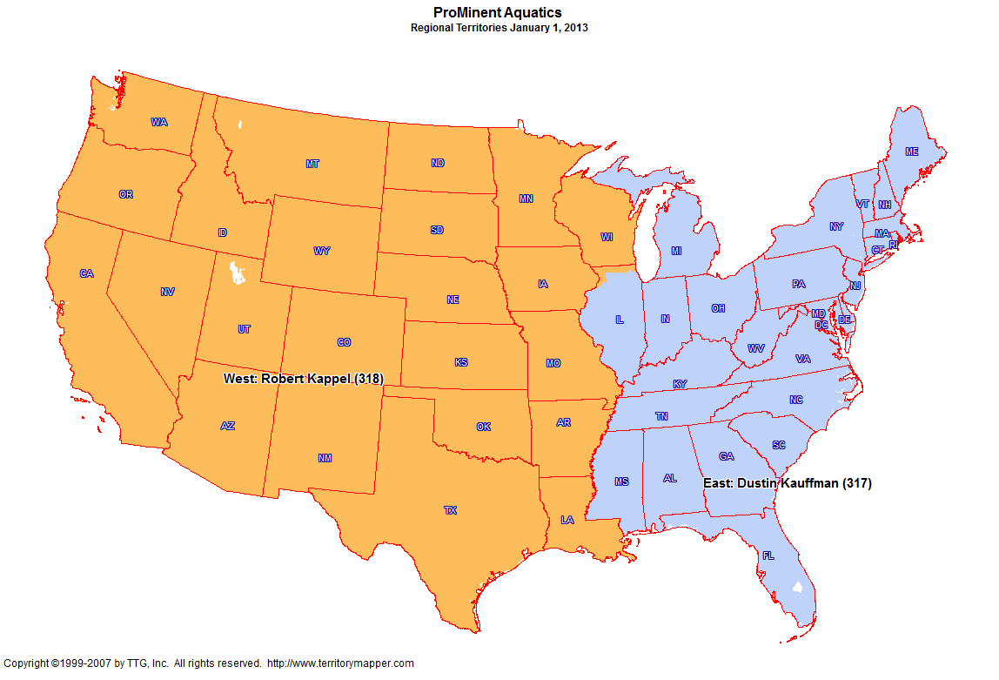 ProMinent Aquatics
Regional Territories January 1, 2013
WA
MT
ND
ME
OR
MN
VT
NH
NY
ID
SD
WI
MA
RI
CT
WY
MI
CA
NV
NE
IA
PA
NJ
OH
MD
DC
DE
UT
CO
IL
IN
WV
VA
KS
MO
KY
West: Robert Kappel (318)
NC
TN
AZ
OK
AR
SC
NM
GA
MS
AL
East: Dustin Kauffman (317)
TX
LA
FL
Copyright ©1999-2007 by TTG, Inc.  All rights reserved.  http://www.territorymapper.com